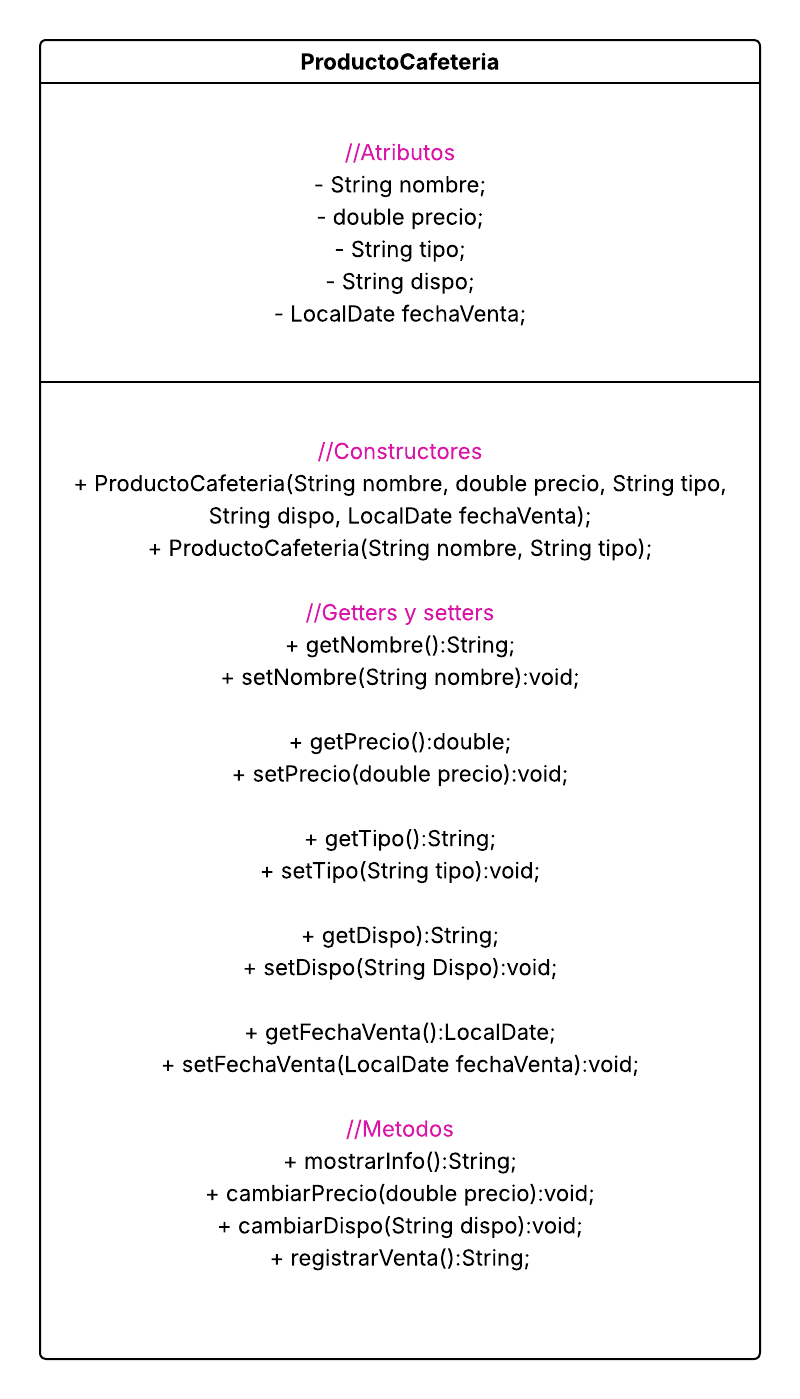 ProductoCafeteria
//Atributos
- String nombre;
- double precio;
- String tipo;
- String dispo;
- LocalDate fechaVenta;
//Constructores
+ ProductoCafeteria(String nombre, double precio, String tipo,
String dispo, LocalDate fechaVenta);
+ ProductoCafeteria(String nombre, String tipo);
//Getters y setters
+ getNombre():String;
+ setNombre(String nombre):void;
+ getPrecio():double;
+ setPrecio(double precio):void;
+ getTipo():String;
+ setTipo(String tipo):void;
+ getDispo):String;
+ setDispo(String Dispo):void;
+ getFechaVenta():LocalDate;
+ setFechaVenta(LocalDate fechaVenta):void;
//Metodos
+ mostrarInfo():String;
+ cambiarPrecio(double precio):void;
+ cambiarDispo(String dispo):void;
+ registrarVenta():String;